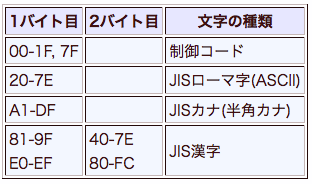 1バイト目 2バイト目 文字の種類
00-1F, 7F 制御コード
20-7E JISローマ字(ASCII)
A1-DF JISカナ(半角カナ)
81-9F 40-7E
E0-EF 80-FC
JIS漢字